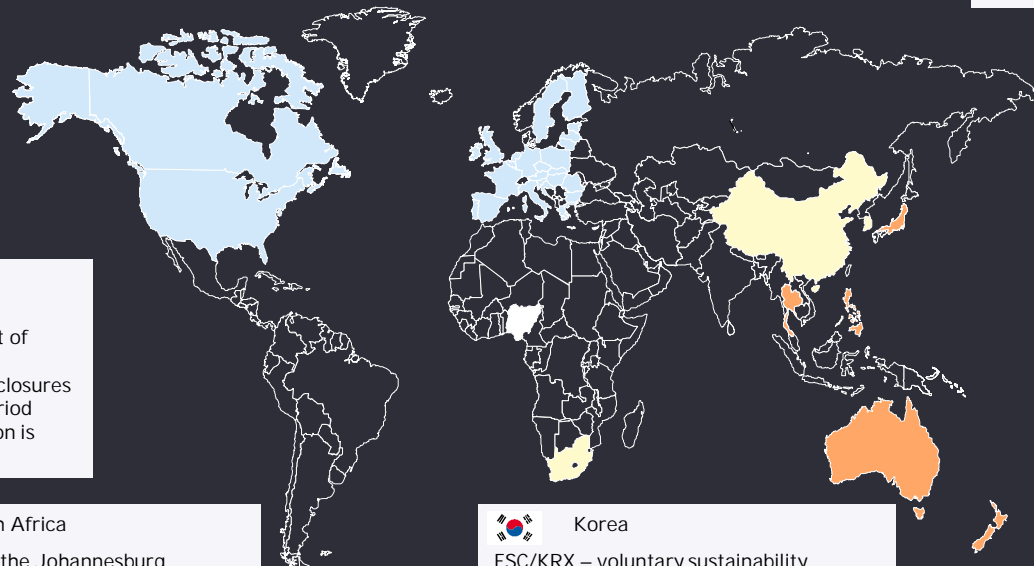 t of
closures
riod
on is
n Africa
the Johannesburg
Korea
FSC/KRX – voluntary sustainability